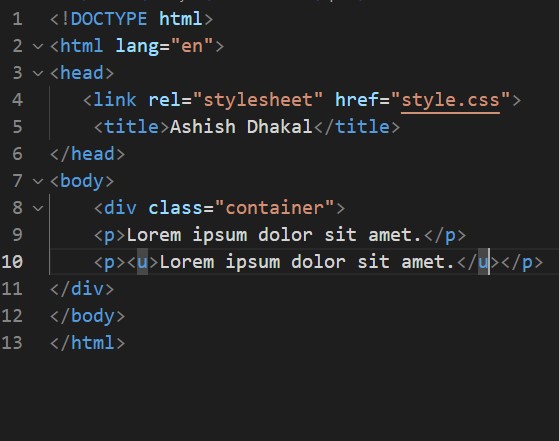 1 <!DOCTYPE html>
2 <html lang="en">
3 <head>
4    <link rel="stylesheet" href="style.css">
5     <title>Ashish Dhakal</title>
6 </head>
7 <body>
8     <div class="container">
9     <p>Lorem ipsum dolor sit amet.</p>
10     <p><u>Lorem ipsum dolor sit amet.</u></p>
11 </div>
12 </body>
13 </html>